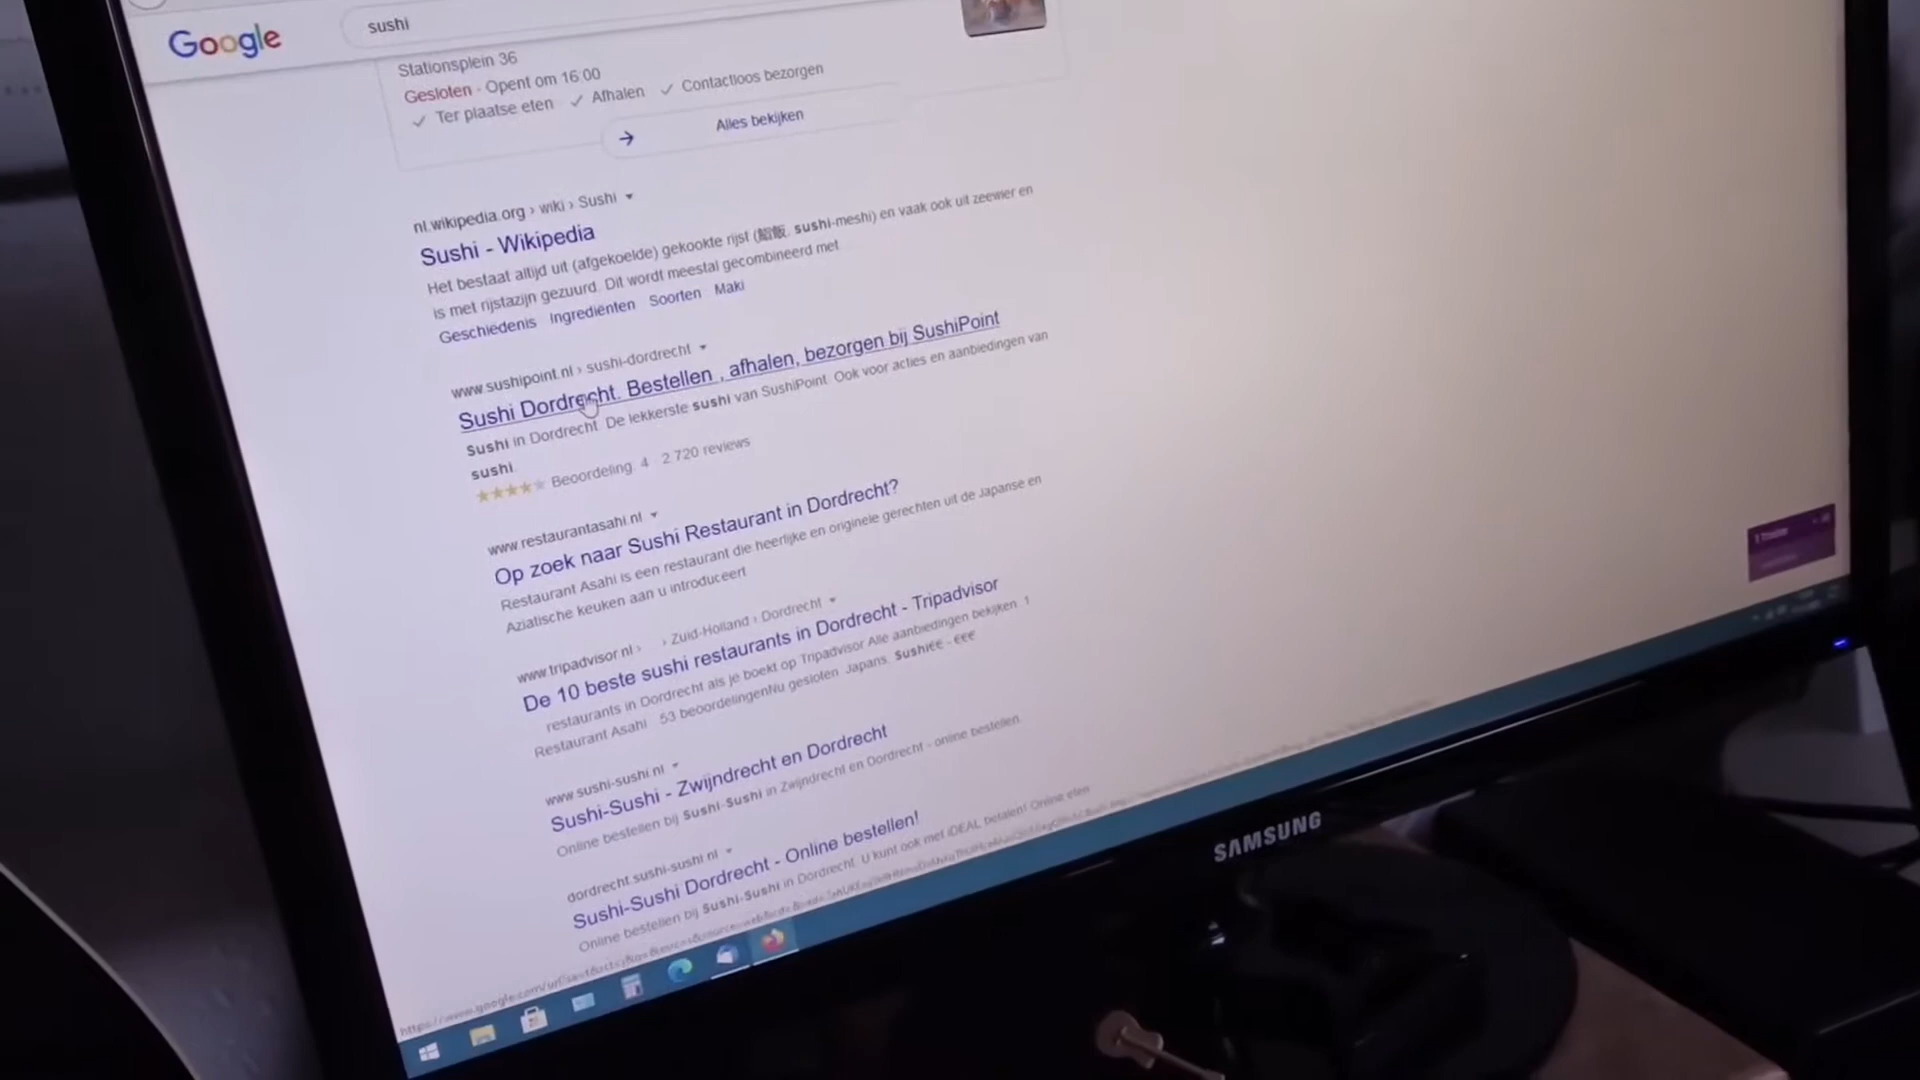 Google
sushi
Stationsplein 36
Gesloten · Opent om 16:00
✓ Ter plaatse eten ✓ Afhalen ✓ Contactloos bezorgen
→ Alles bekijken
nl.wikipedia.org › wiki › Sushi
Sushi - Wikipedia
Het bestaat altijd uit (afgekoelde) gekookte rijst (鮨飯, sushi-meshi) en vaak ook uit zeewier en
is met rijstazijn gezuurd. Dit wordt meestal gecombineerd met
Geschiedenis Ingrediënten Soorten Maki
www.sushipoint.nl › sushi-dordrecht
Sushi Dordrecht. Bestellen , afhalen, bezorgen bij SushiPoint
Sushi in Dordrecht. De lekkerste sushi van SushiPoint. Ook voor acties en aanbiedingen van
sushi.
★★★★★ Beoordeling: 4 · 2.720 reviews
www.restaurantasahi.nl
Op zoek naar Sushi Restaurant in Dordrecht?
Restaurant Asahi is een restaurant die heerlijke en originele gerechten uit de Japanse en
Aziatische keuken aan u introduceert
www.tripadvisor.nl › › Zuid-Holland › Dordrecht
De 10 beste sushi restaurants in Dordrecht - Tripadvisor
restaurants in Dordrecht als je boekt op Tripadvisor Alle aanbiedingen bekijken. 1
Restaurant Asahi. 53 beoordelingenNu gesloten. Japans, Sushi€€ - €€€
www.sushi-sushi.nl
Sushi-Sushi - Zwijndrecht en Dordrecht
Online bestellen bij Sushi-Sushi in Zwijndrecht en Dordrecht - online bestellen
dordrecht.sushi-sushi.nl
Sushi-Sushi Dordrecht - Online bestellen!
Online bestellen bij Sushi-Sushi in Dordrecht. U kunt ook met iDEAL betalen! Online eten
SAMSUNG